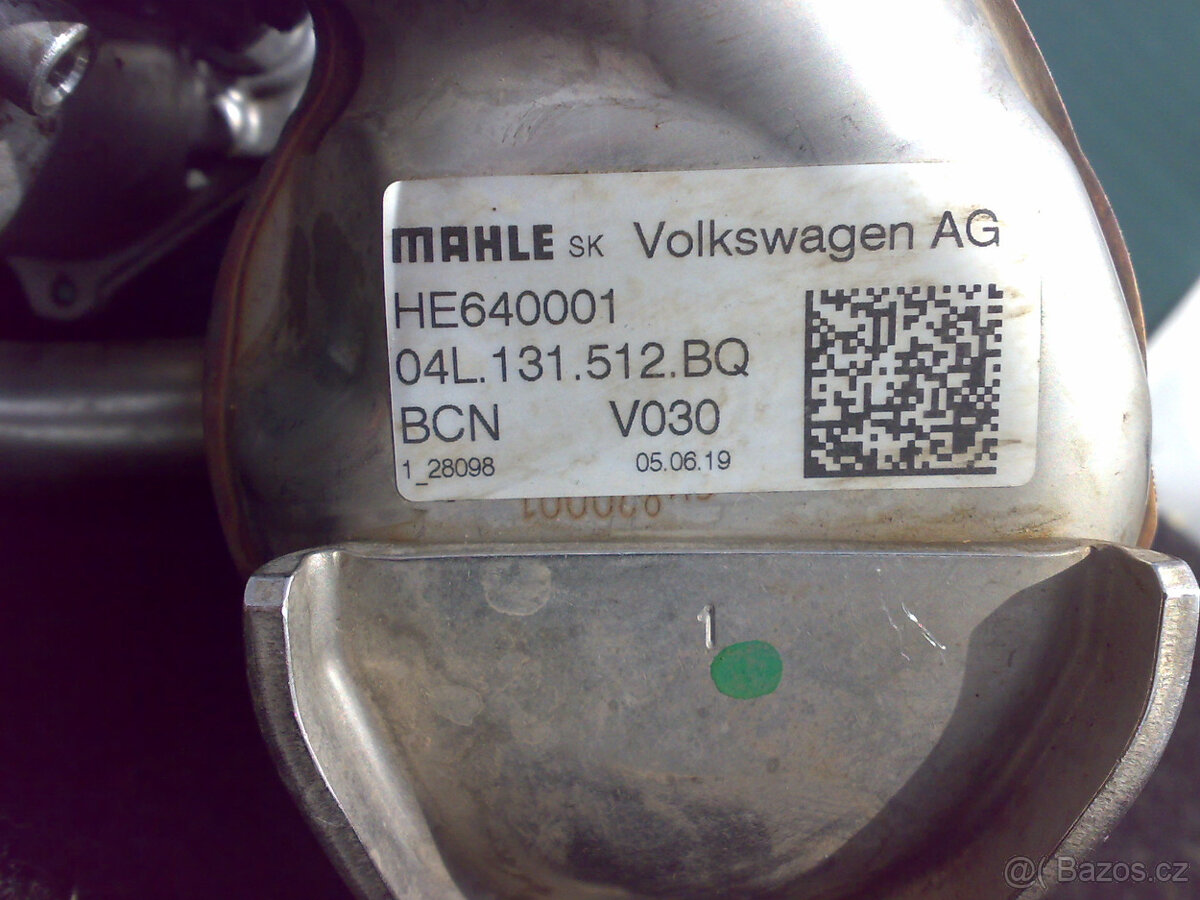 MAHLE SK Volkswagen AG
HE640001
04L.131.512.BQ
BCN V030
1_28098 05.06.19
1
Bazos.cz